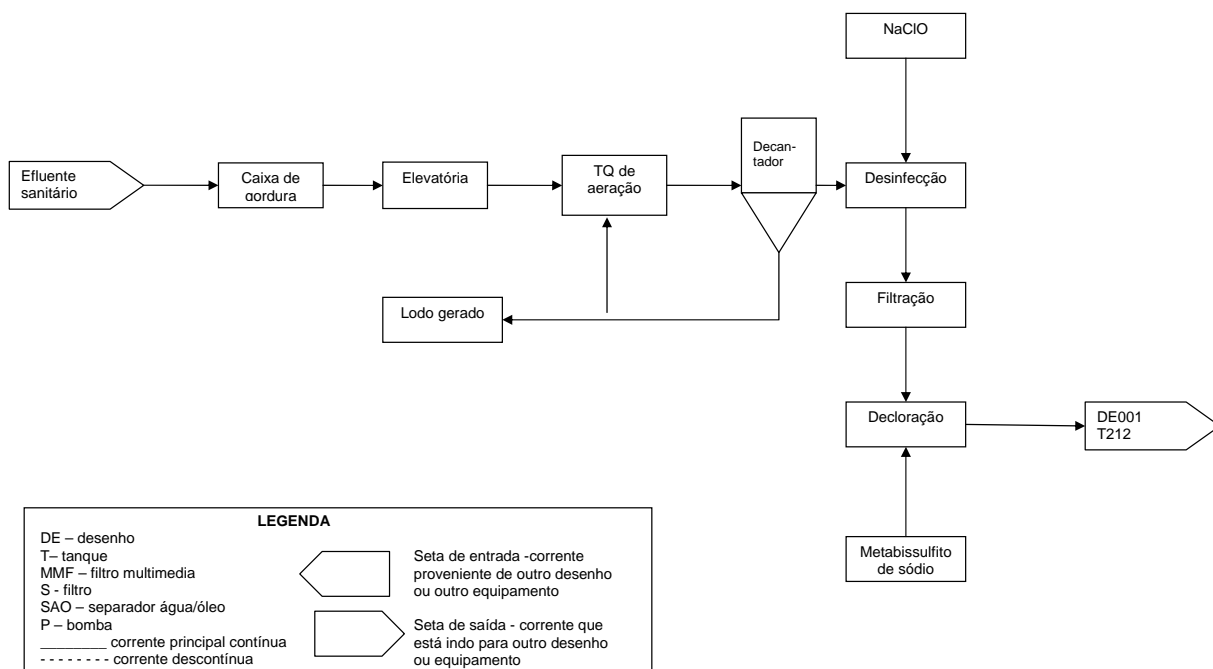 NaClO
Efluente
sanitário
Caixa de
gordura
Elevatória
TQ de
aeração
Decan-
tador
Desinfecção
Lodo gerado
Filtração
Decloração
DE001
T212
Metabissulfito
de sódio
LEGENDA
DE – desenho
T– tanque
MMF – filtro multimedia
S - filtro
SAO – separador água/óleo
P – bomba
________ corrente principal contínua
- - - - - - - - corrente descontínua
Seta de entrada -corrente
proveniente de outro desenho
ou outro equipamento
Seta de saída - corrente que
está indo para outro desenho
ou equipamento